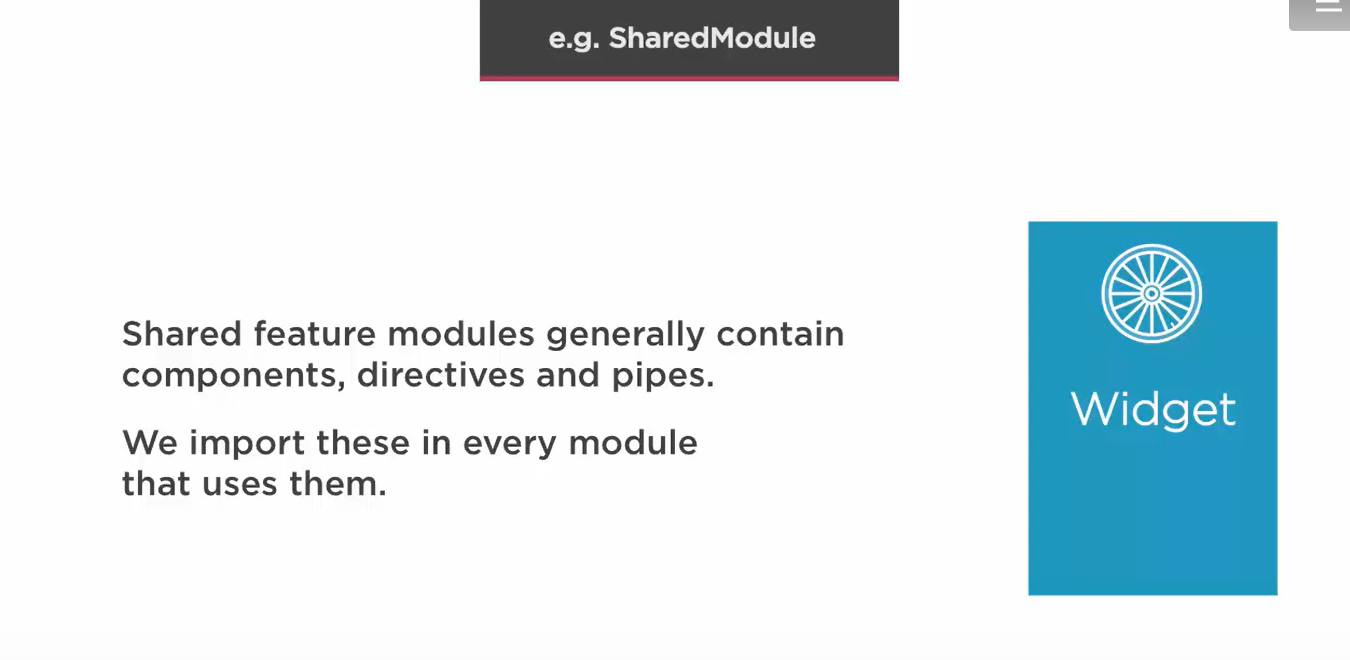 e.g. SharedModule
Shared feature modules generally contain
components, directives and pipes.
We import these in every module
that uses them.
Widget